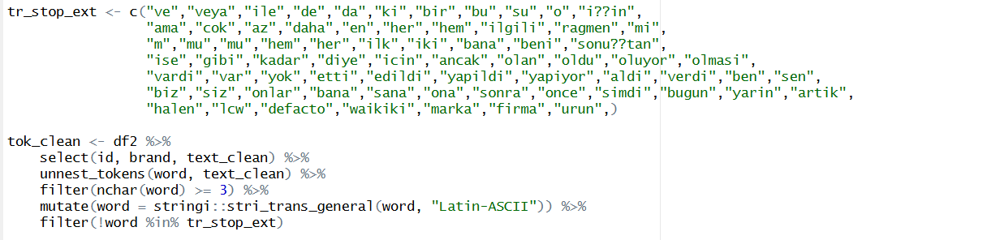 tr_stop_ext <- c("ve","veya","ile","de","da","ki","bir","bu","su","o","i??in",
"ama","cok","az","daha","en","her","hem","ilgili","ragmen","mi",
"m","mu","mu","hem","her","ilk","iki","bana","beni","sonu??tan",
"ise","gibi","kadar","diye","icin","ancak","olan","oldu","oluyor","olmasi",
"vardi","var","yok","etti","edildi","yapildi","yapiyor","aldi","verdi","ben","sen",
"biz","siz","onlar","bana","sana","ona","sonra","once","simdi","bugun","yarin","artik",
"halen","lcw","defacto","waikiki","marka","firma","urun",)
tok_clean <- df2 %>%
select(id, brand, text_clean) %>%
unnest_tokens(word, text_clean) %>%
filter(nchar(word) >= 3) %>%
mutate(word = stringi::stri_trans_general(word, "Latin-ASCII")) %>%
filter(!word %in% tr_stop_ext)